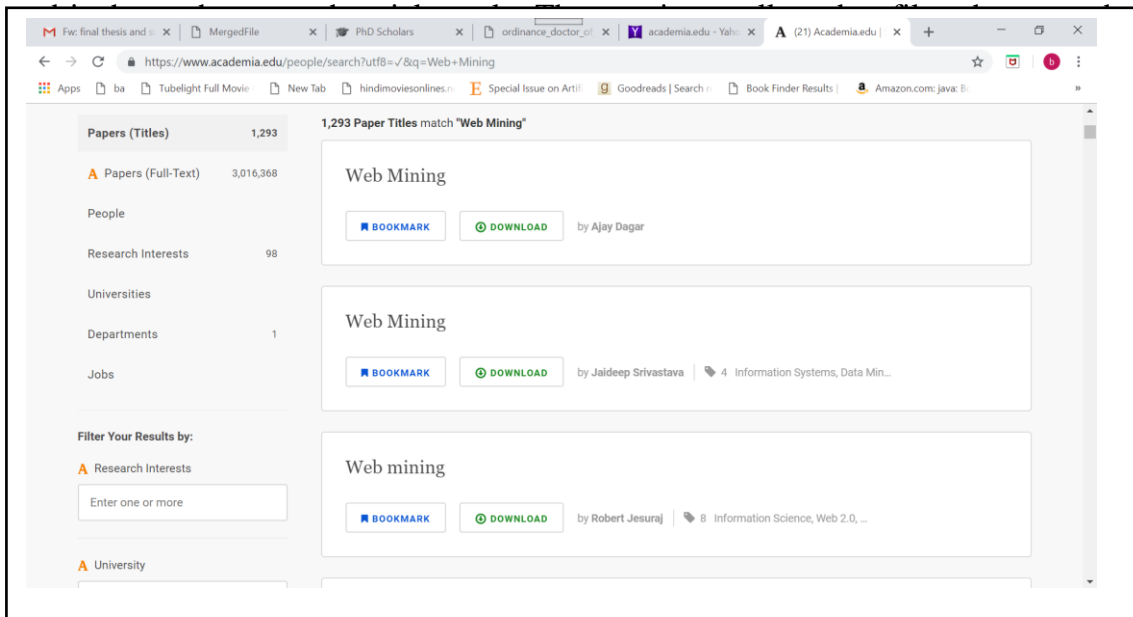 Fw: final thesis and s
MergedFile
PhD Scholars
ordinance_doctor_of
academia.edu - Yaho
A (21) Academia.edu |
https://www.academia.edu/people/search?utf8=✓&q=Web+Mining
Apps
ba
Tubelight Full Movie
New Tab
hindimoviesonlines.n
Special Issue on Artif
Goodreads | Search r
Book Finder Results |
Amazon.com: java: Bo
Papers (Titles) 1,293
1,293 Paper Titles match "Web Mining"
A Papers (Full-Text) 3,016,368
People
Research Interests 98
Universities
Departments 1
Jobs
Filter Your Results by:
A Research Interests
Enter one or more
A University
Web Mining
BOOKMARK DOWNLOAD by Ajay Dagar
Web Mining
BOOKMARK DOWNLOAD by Jaideep Srivastava 4 Information Systems, Data Min...
Web mining
BOOKMARK DOWNLOAD by Robert Jesuraj 8 Information Science, Web 2.0, ...